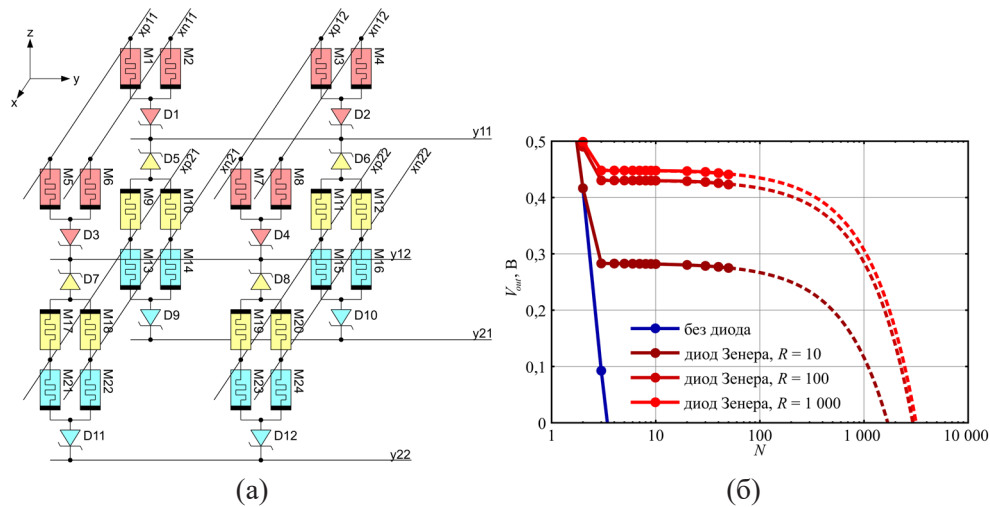 z
y
x
xp11
xn11
xp12
xn12
M1
M2
M3
M4
D1
D2
y11
D5
D6
xp21
xn21
xp22
xn22
M5
M6
M7
M8
M9
M10
M11
M12
D3
D4
y12
M13
M14
M15
M16
D7
D8
D9
D10
M17
M18
M19
M20
y21
M21
M22
M23
M24
D11
D12
y22
(а)
0,5
0,4
0,3
0,2
0,1
0
V_out, В
без диода
диод Зенера, R = 10
диод Зенера, R = 100
диод Зенера, R = 1 000
1
10
100
1 000
10 000
N
(б)